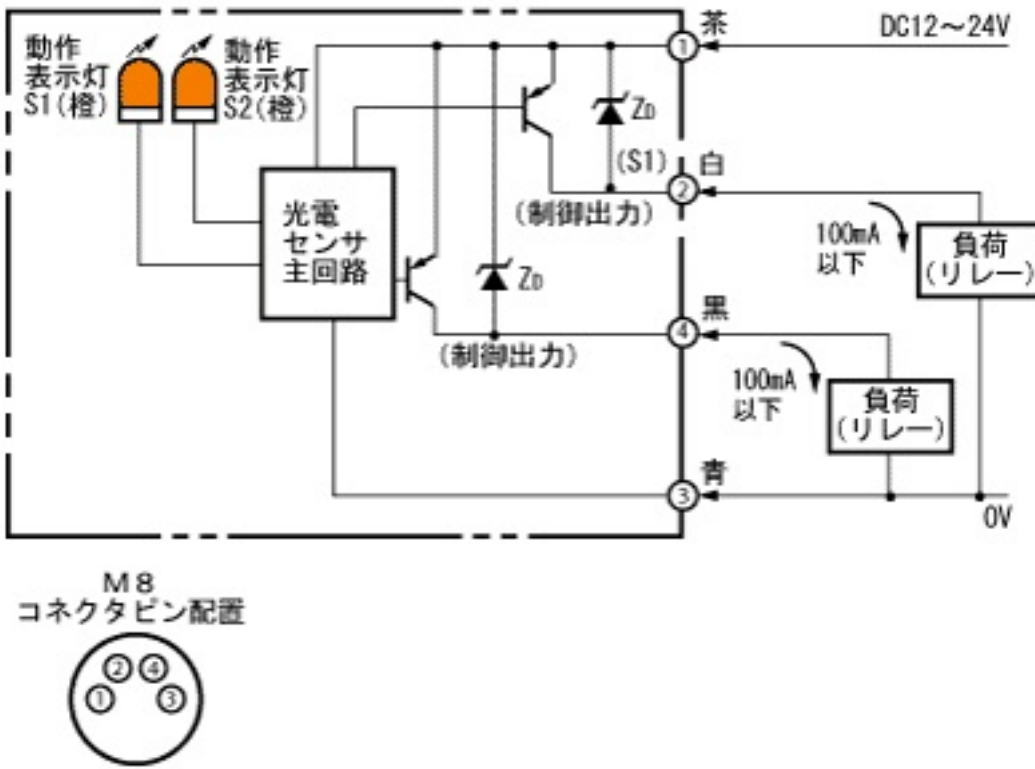 動作
表示灯
S1(橙)
動作
表示灯
S2(橙)
茶
①
DC12～24V
ZD
(S1)
白
②
(制御出力)
光電
センサ
主回路
100mA
以下
負荷
(リレー)
ZD
黒
④
(制御出力)
100mA
以下
負荷
(リレー)
青
③
0V
M8
コネクタピン配置
② ④
① ③